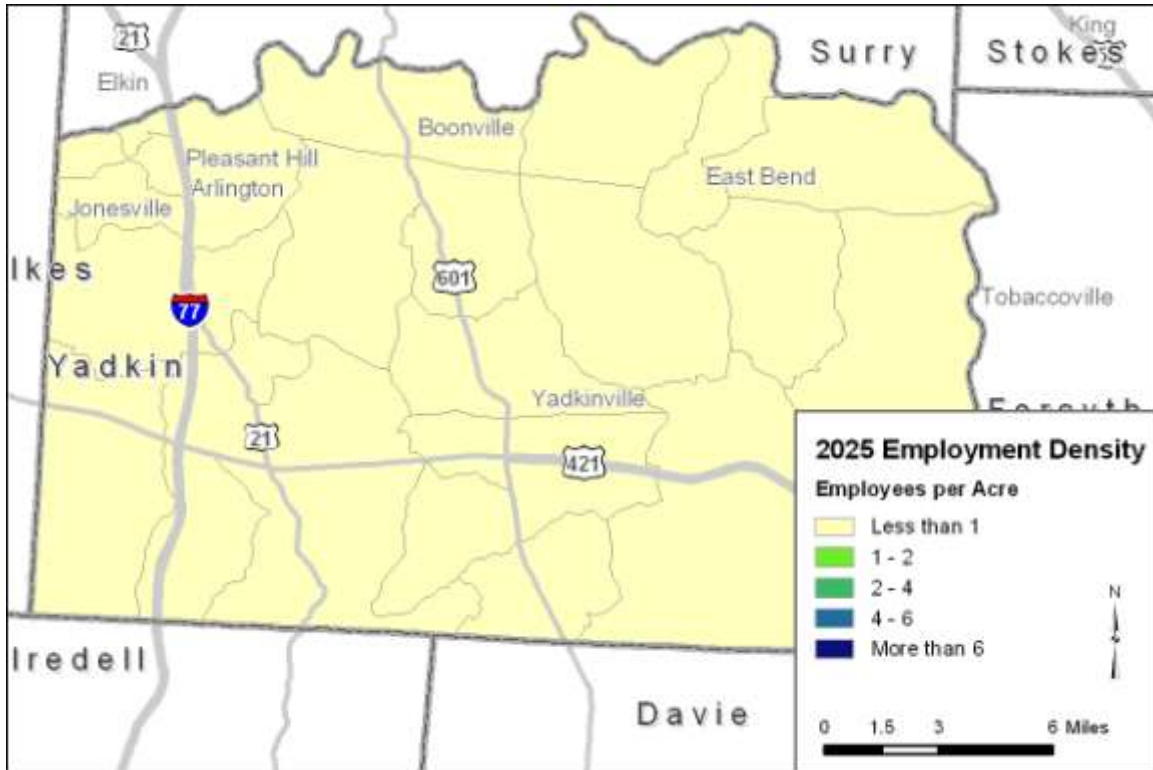 21
King
Surry
Stokes
Elkin
Boonville
Pleasant Hill
Arlington
East Bend
Jonesville
lkes
601
77
Tobaccoville
Yadkin
Yadkinville
Forsyth
21
421
2025 Employment Density
Employees per Acre
Less than 1
1 - 2
2 - 4
4 - 6
More than 6
N
Iredell
Davie
0 1.5 3 6 Miles